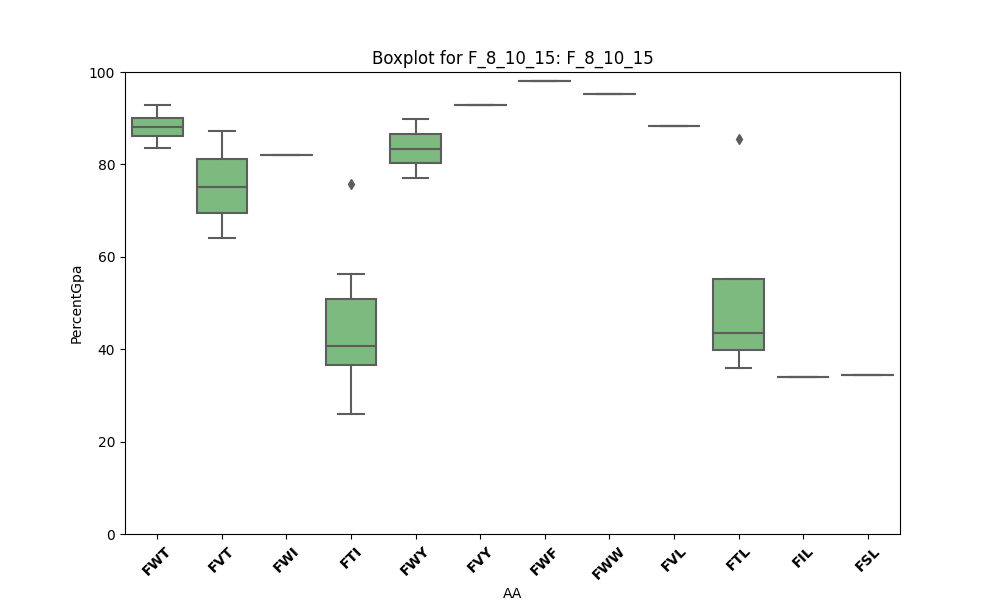 Boxplot for F_8_10_15: F_8_10_15
100
80
60
40
20
0
PercentGpa
FWT FVT FWI FTI FWY FVY FWF FWW FVL FTL FIL FSL
AA